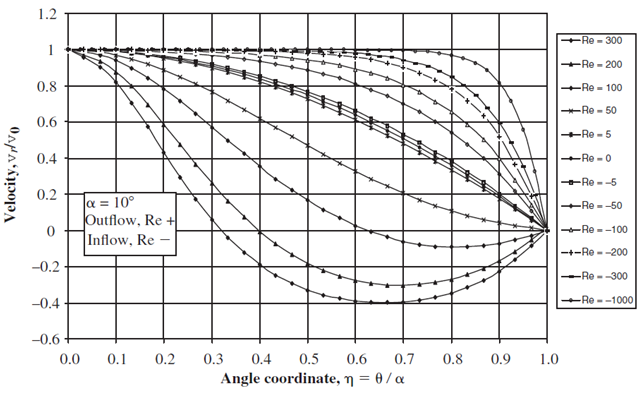 1.2
1
0.8
0.6
0.4
0.2
0
−0.2
−0.4
−0.6
Velocity, vr/v0
α = 10°
Outflow, Re +
Inflow, Re −
0.0 0.1 0.2 0.3 0.4 0.5 0.6 0.7 0.8 0.9 1.0
Angle coordinate, η = θ / α
Re = 300
Re = 200
Re = 100
Re = 50
Re = 5
Re = 0
Re = -5
Re = -50
Re = -100
Re = -200
Re = -300
Re = -1000